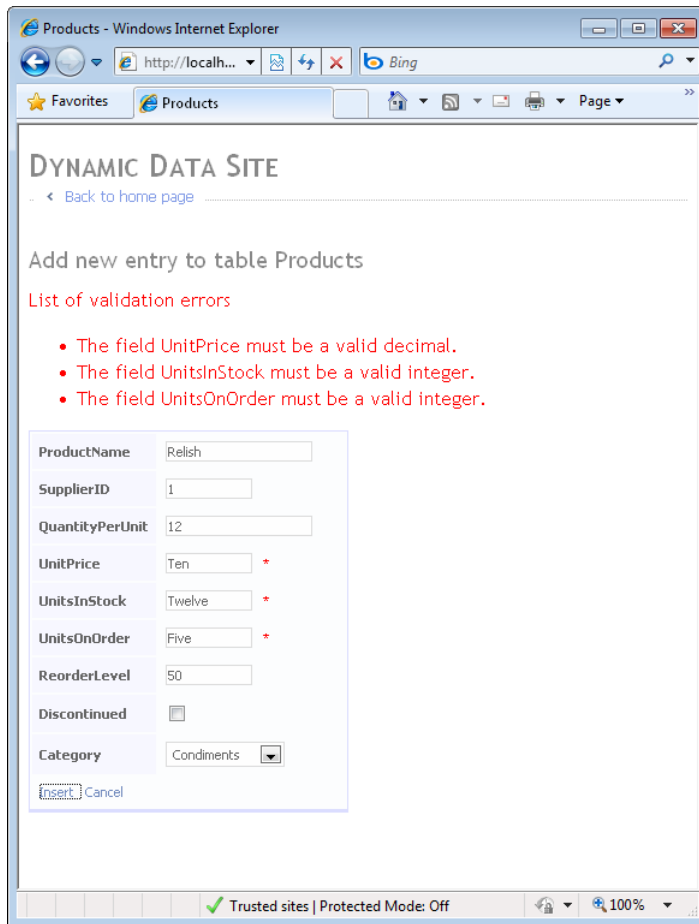 Products - Windows Internet Explorer
http://localh...
Bing
Favorites
Products
Page
»
DYNAMIC DATA SITE
< Back to home page
Add new entry to table Products
List of validation errors
• The field UnitPrice must be a valid decimal.
• The field UnitsInStock must be a valid integer.
• The field UnitsOnOrder must be a valid integer.
ProductName Relish
SupplierID 1
QuantityPerUnit 12
UnitPrice Ten *
UnitsInStock Twelve *
UnitsOnOrder Five *
ReorderLevel 50
Discontinued
Category Condiments
Insert Cancel
Trusted sites | Protected Mode: Off 100%